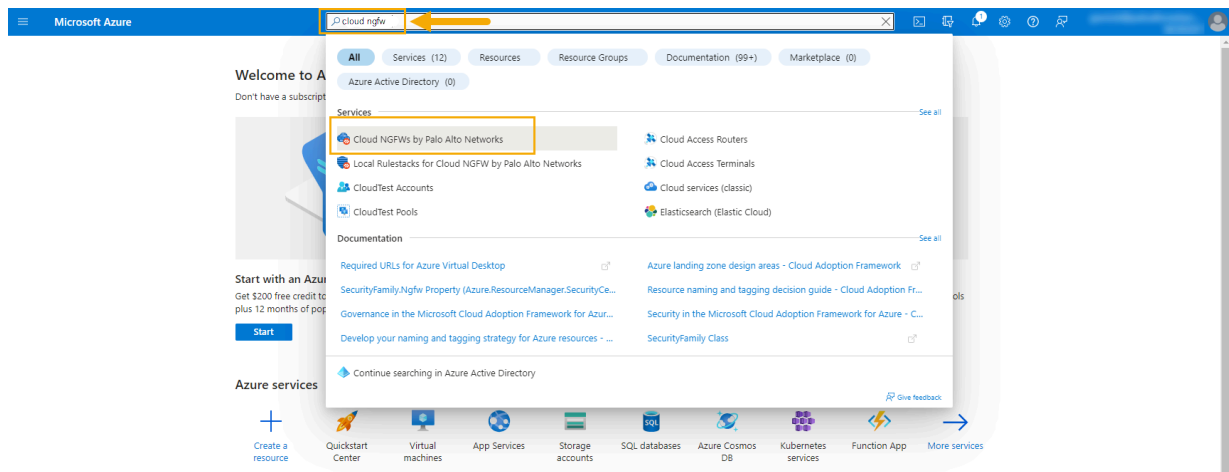 Microsoft Azure
cloud ngfw
1
All
Services (12)
Resources
Resource Groups
Documentation (99+)
Marketplace (0)
Azure Active Directory (0)
Welcome to A
Don't have a subscript
Services
See all
Cloud NGFWs by Palo Alto Networks
Cloud Access Routers
Local Rulestacks for Cloud NGFW by Palo Alto Networks
Cloud Access Terminals
CloudTest Accounts
Cloud services (classic)
CloudTest Pools
Elasticsearch (Elastic Cloud)
Documentation
See all
Required URLs for Azure Virtual Desktop
Azure landing zone design areas - Cloud Adoption Framework
SecurityFamily.Ngfw Property (Azure.ResourceManager.SecurityCe...
Resource naming and tagging decision guide - Cloud Adoption Fr...
Governance in the Microsoft Cloud Adoption Framework for Azur...
Security in the Microsoft Cloud Adoption Framework for Azure - C...
Develop your naming and tagging strategy for Azure resources - ...
SecurityFamily Class
Start with an Azur
Get $200 free credit to
plus 12 months of pop
ols
Start
Continue searching in Azure Active Directory
Give feedback
Azure services
Create a resource
Quickstart Center
Virtual machines
App Services
Storage accounts
SQL
SQL databases
Azure Cosmos DB
Kubernetes services
Function App
More services